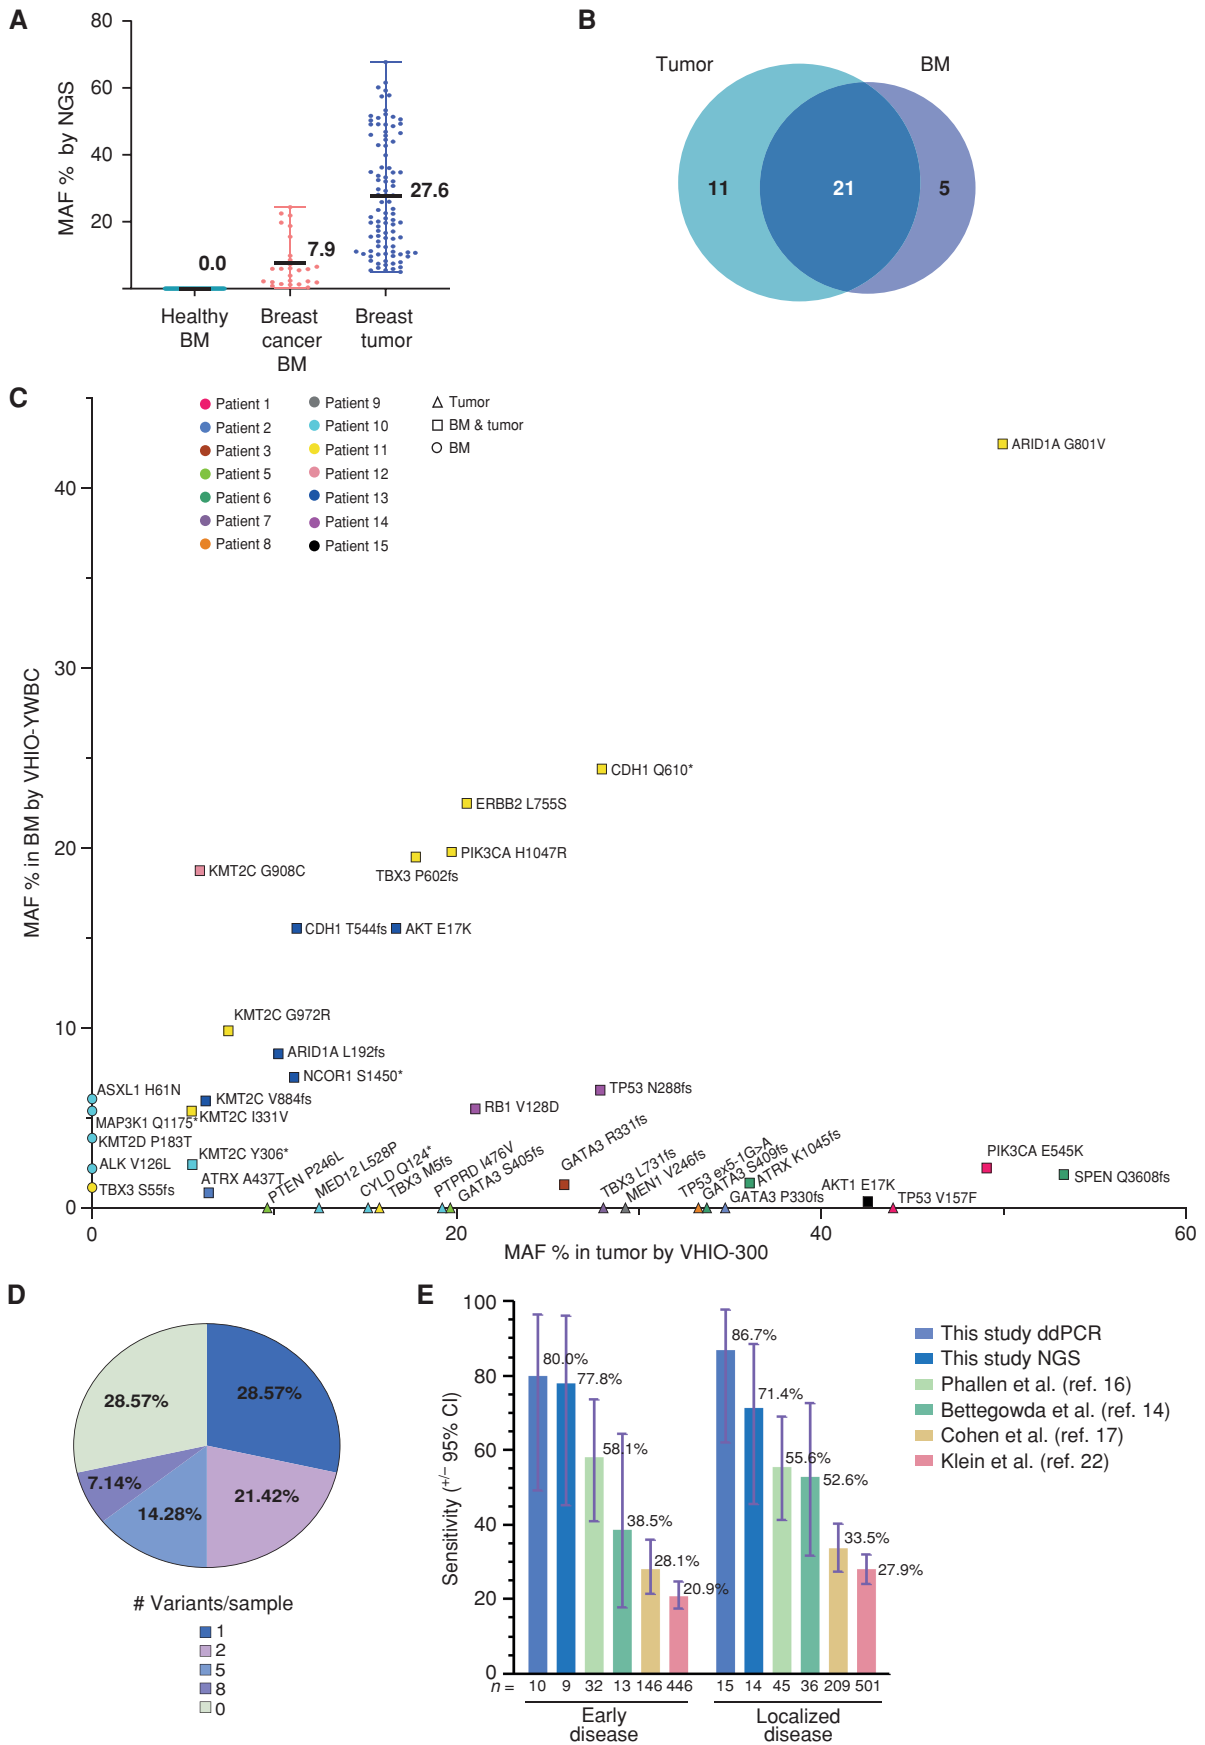 A
80
60
40
20
MAF % by NGS
0.0
7.9
27.6
Healthy
BM
Breast
cancer
BM
Breast
tumor
B
Tumor
BM
11
21
5
C
Patient 1
Patient 2
Patient 3
Patient 5
Patient 6
Patient 7
Patient 8
Patient 9
Patient 10
Patient 11
Patient 12
Patient 13
Patient 14
Patient 15
Tumor
BM & tumor
BM
40
30
20
10
0
MAF % in BM by VHIO-YWBC
ARID1A G801V
CDH1 Q610*
ERBB2 L755S
PIK3CA H1047R
TBX3 P602fs
KMT2C G908C
CDH1 T544fs
AKT E17K
KMT2C G972R
ARID1A L192fs
NCOR1 S1450*
ASXL1 H61N
KMT2C V884fs
MAP3K1 Q1175*
KMT2C I331V
KMT2D P183T
KMT2C Y306*
ALK V126L
ATRX A437T
TBX3 S55fs
RB1 V128D
TP53 N288fs
PTEN P246L
MED12 L528P
CYLD Q124*
TBX3 M5fs
PTPRD I476V
GATA3 S405fs
GATA3 R331fs
TBX3 L731fs
MEN1 V246fs
TP53 ex5-1G>A
GATA3 S409fs
ATRX K1045fs
GATA3 P330fs
AKT1 E17K
TP53 V157F
PIK3CA E545K
SPEN Q3608fs
0
20
40
60
MAF % in tumor by VHIO-300
D
28.57%
28.57%
7.14%
14.28%
21.42%
# Variants/sample
1
2
5
8
0
E
100
80
60
40
20
0
Sensitivity (+/– 95% CI)
80.0%
77.8%
58.1%
38.5%
28.1%
20.9%
86.7%
71.4%
55.6%
52.6%
33.5%
27.9%
n = 10 9 32 13 146 446 15 14 45 36 209 501
Early
disease
Localized
disease
This study ddPCR
This study NGS
Phallen et al. (ref. 16)
Bettegowda et al. (ref. 14)
Cohen et al. (ref. 17)
Klein et al. (ref. 22)